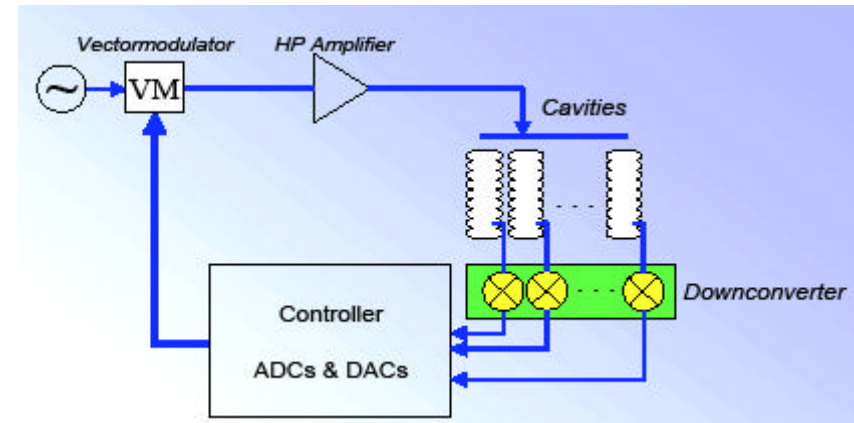 Vectormodulator
HP Amplifier
VM
Cavities
Downconverter
Controller
ADCs & DACs